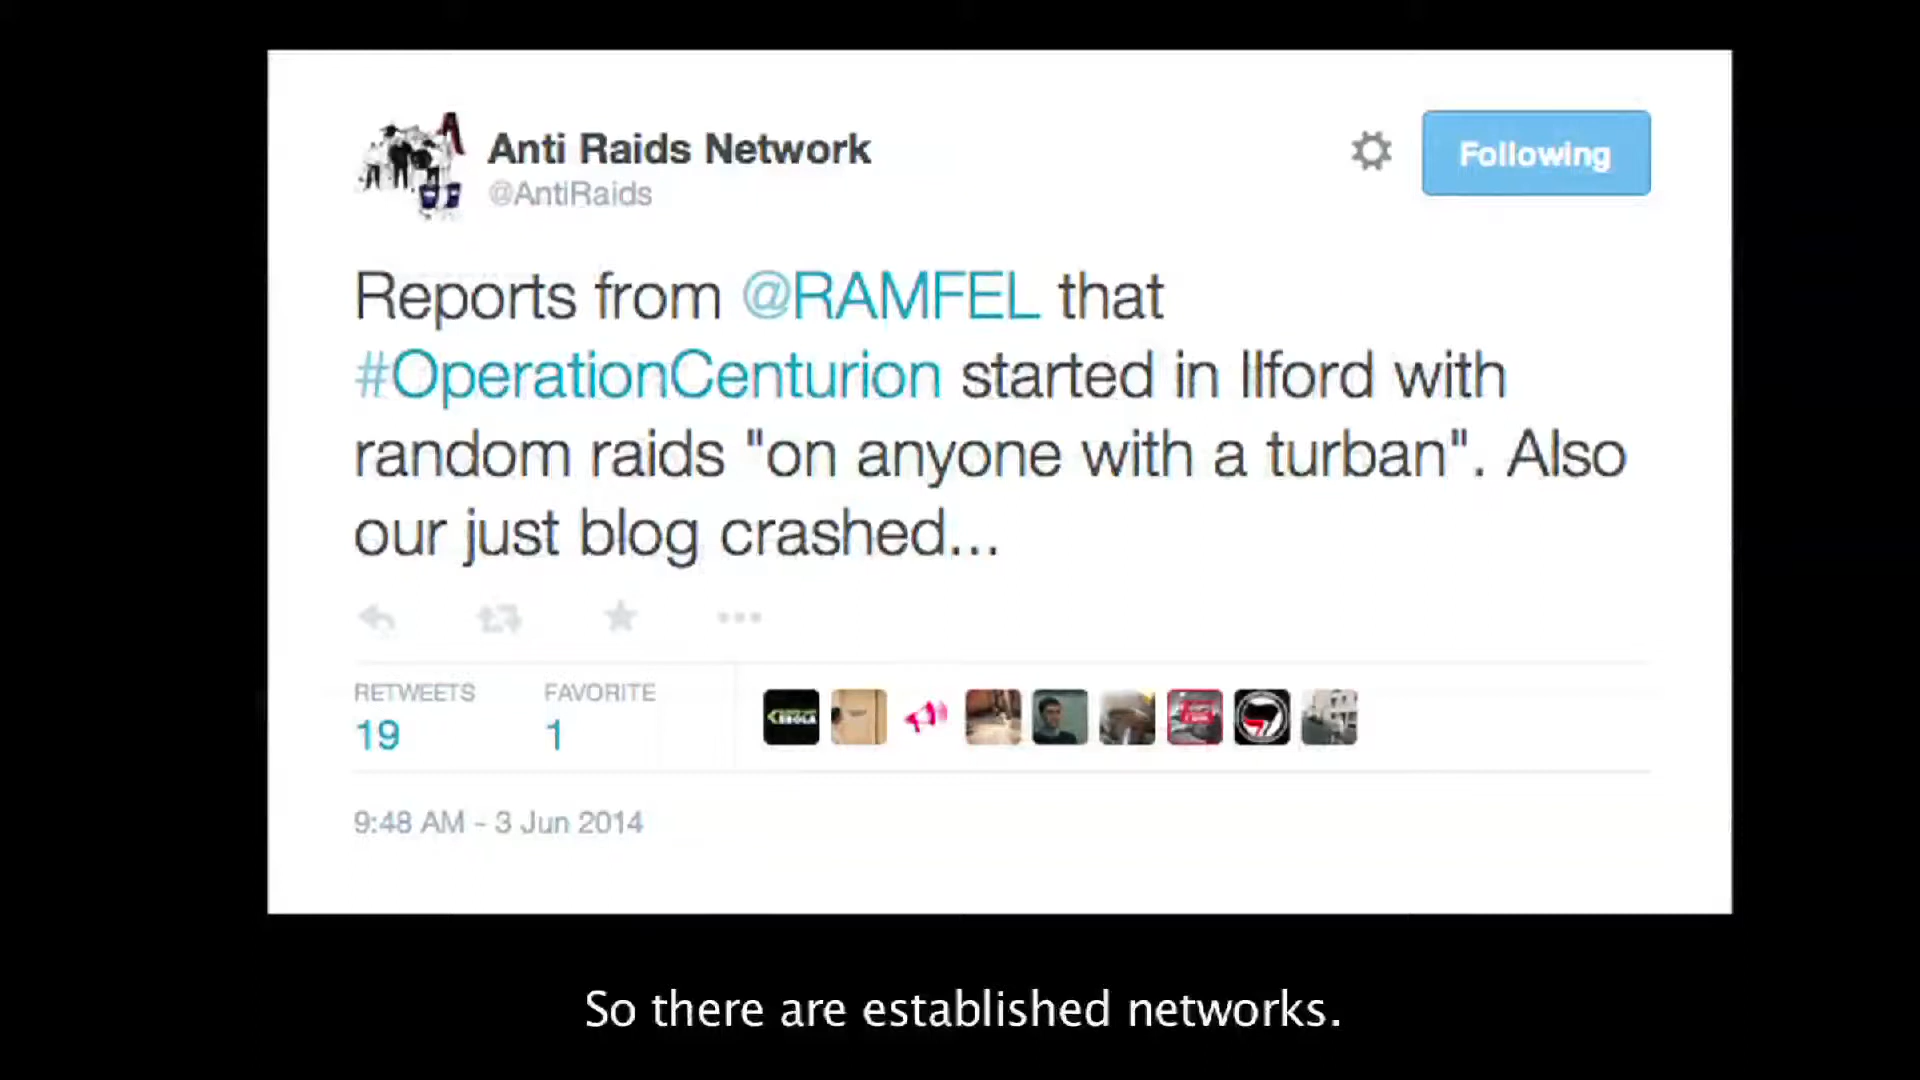 Anti Raids Network
@AntiRaids
Following
Reports from @RAMFEL that
#OperationCenturion started in Ilford with
random raids "on anyone with a turban". Also
our just blog crashed...
RETWEETS
19
FAVORITE
1
9:48 AM - 3 Jun 2014
So there are established networks.